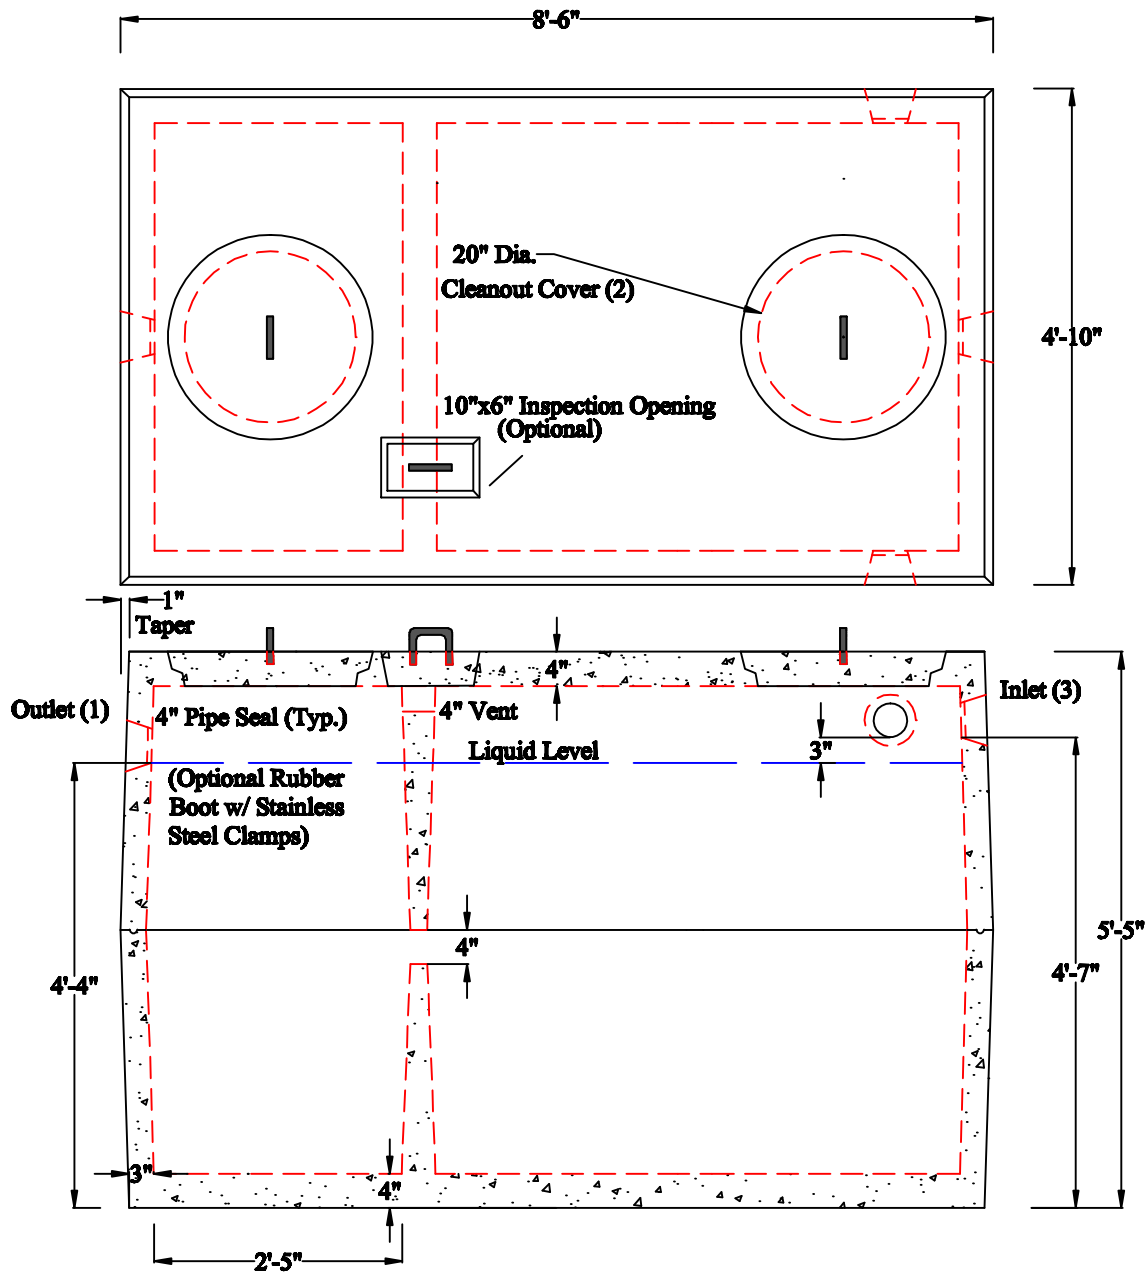 8'-6"
20" Dia.
Cleanout Cover (2)
4'-10"
10"x6" Inspection Opening
(Optional)
1"
Taper
4"
Outlet (1)
4" Pipe Seal (Typ.)
4" Vent
Inlet (3)
Liquid Level
3"
(Optional Rubber
Boot w/ Stainless
Steel Clamps)
4"
5'-5"
4'-4"
4'-7"
3"
4"
2'-5"